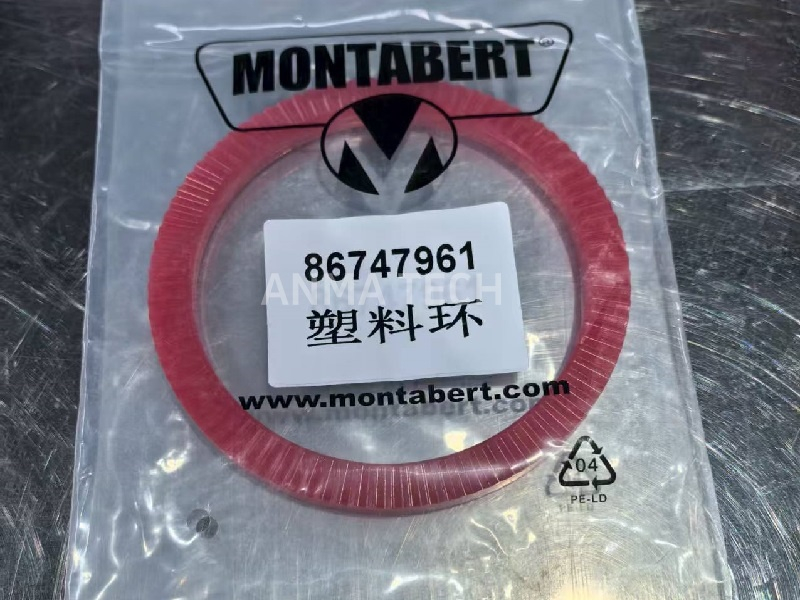 MONTABERT®
86747961
ANMA TECH
塑料环
www.montabert.com
04
PE-LD